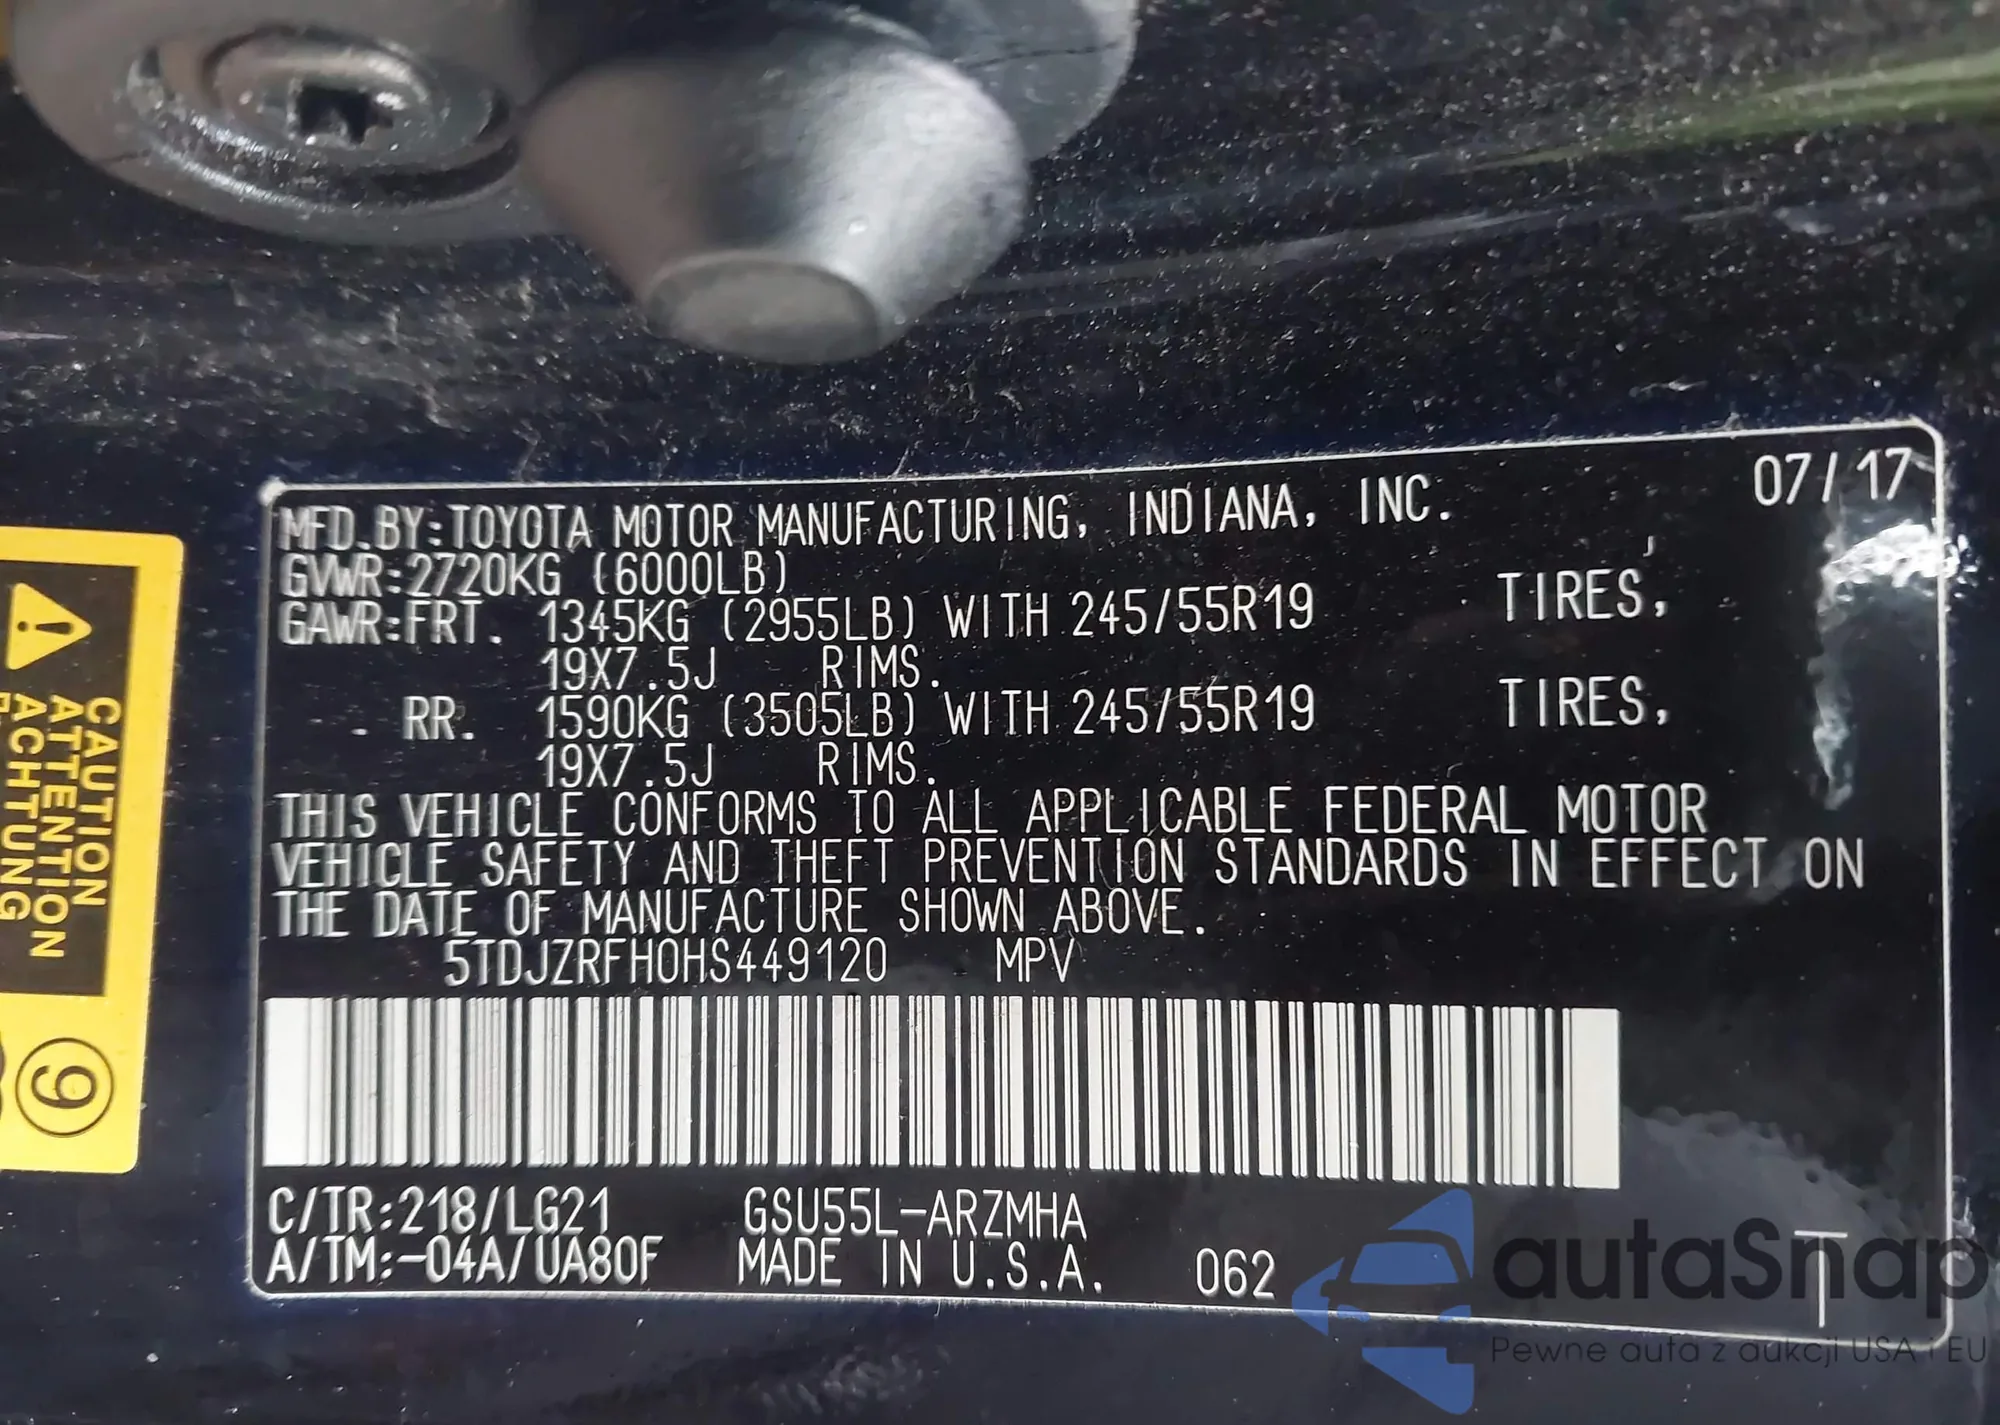 07/17
MFD.BY:TOYOTA MOTOR MANUFACTURING, INDIANA, INC.
GVWR:2720KG (6000LB)
GAWR:FRT. 1345KG (2955LB) WITH 245/55R19 TIRES,
19X7.5J RIMS.
RR. 1590KG (3505LB) WITH 245/55R19 TIRES,
19X7.5J RIMS.
THIS VEHICLE CONFORMS TO ALL APPLICABLE FEDERAL MOTOR
VEHICLE SAFETY AND THEFT PREVENTION STANDARDS IN EFFECT ON
THE DATE OF MANUFACTURE SHOWN ABOVE.
5TDJZRFH0HS449120 MPV
C/TR:218/LG21 GSU55L-ARZMHA
A/TM:-04A/UA80F MADE IN U.S.A. 062 T
CAUTION
ATTENTION
ACHTUNG
9
autoSnap
Pewne auta z aukcji USA i EU